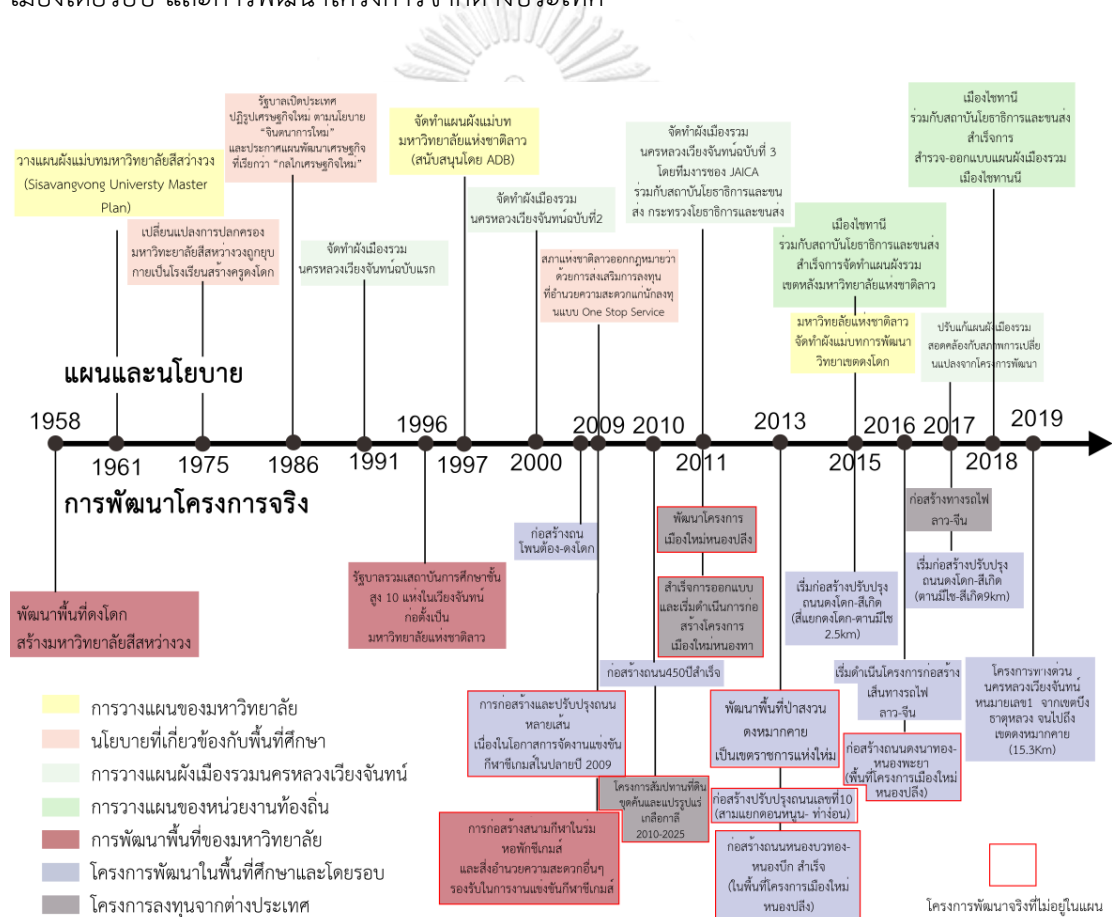 เมืองโดยรอบ และการพัฒนาโครงการจากต่างประเทศ
วางแผนผังแม่บทมหาวิทยาลัยสีสว่างวง
(Sisavangvong Universty Master
Plan)
เปลี่ยนแปลงการปลกครอง
มหาวิทะยาลัยสีสหว่างวงถูกยุบ
กายเป็นโรงเรียนสร้างครูดงโดก
รัฐบาลเปิดประเทศ
ปฏิรูปเศรษฐกิจใหม่ ตามนโยบาย
"จินตนาการใหม่"
และประกาศแผนพัฒนาเศรษฐกิจ
ที่เรียกว่า "กลไกเศรษฐกิจใหม่"
จัดทำผังเมืองรวม
นครหลวงเวียงจันทน์ฉบับแรก
จัดทำแผนผังแม่บท
มหาวิทยาลัยแห่งชาติลาว
(สนับสนุนโดย ADB)
จัดทำผังเมืองรวม
นครหลวงเวียงจันทน์ฉบับที่2
สภาแห่งชาติลาวออกกฎหมายว่า
ด้วยการส่งเสริมการลงทุน
ที่อำนวยความสะดวกแก่นักลงทุ
นแบบ One Stop Service
จัดทำผังเมืองรวม
นครหลวงเวียงจันทน์ฉบับที่ 3
โดยทีมงารของ JAICA
ร่วมกับสถาบันโยธาธิการและขน
ส่ง กระทรวงโยธาธิการและขนส่ง
เมืองไชทานี
ร่วมกับสถาบันโยธาธิการและขนส่ง
สำเร็จการจัดทำแผนผังรวม
เขตหลังมหาวิทยาลัยแห่งชาติลาว
มหาวิทยลัยแห่งชาติลาว
จัดทำผังแม่บทการพัฒนา
วิทยาเขตดงโดก
เมืองไชทานี
ร่วมกับสถาบันโยธาธิการและขนส่ง
สำเร็จการ
สำรวจ-ออกแบบแผนผังเมืองรวม
เมืองไชทานนี
ปรับแก้แผนผังเมืองรวม
สอดคล้องกับสภาพการเปลี่ย
นแปลงจากโครงการพัฒนา
แผนและนโยบาย
1958
1961
1975
1986
1991
1996
1997
2000
2009
2010
2011
2013
2015
2016
2017
2018
2019
การพัฒนาโครงการจริง
พัฒนาพื้นที่ดงโดก
สร้างมหาวิทยาลัยสีสหว่างวง
รัฐบาลรวมเสถาบันการศึกษาชั้น
สูง 10 แห่งในเวียงจันทน์
ก่อตั้งเป็น
มหาวิทยาลัยแห่งชาติลาว
ก่อสร้างถน
โพนต้อง-ดงโดก
การก่อสร้างและปรับปรุงถนน
หลายเส้น
เนื่องในโอกาสการจัดงานแข่งขัน
กีฬาซีเกมส์ในปลายปี 2009
การก่อสร้างสนามกีฬาในร่ม
หอพักซีเกมส์
และสิ่งอำนวยความสะดวกอื่นๆ
รองรับในการงานแข่งขันกีฬาซีเกมส์
ก่อสร้างถนน450ปีสำเร็จ
โครงการสัมปทานที่ดิน
ขุดค้นและแปรรูปแร่
เกลือกาลี
2010-2025
พัฒนาโครงการ
เมืองใหม่หนองปลึง
สำเร็จการออกแบบ
และเริ่มดำเนินการก่อ
สร้างโครงการ
เมืองใหม่หนองทา
พัฒนาพื้นที่ป่าสงวน
ดงหมากคาย
เป็นเขตราชการแห่งให่ม่
ก่อสร้างปรับปรุงถนนเลขที่10
(สามแยกดอนหนูน- ท่าง่อน)
ก่อสร้างถนนหนองบวทอง-
หนองบึก สำเร็จ
(ในพื้นที่โครงการเมืองใหม่
หนองปลึง)
เริ่มก่อสร้างปรับปรุง
ถนนดงโดก-สีเกิด
(สี่แยกดงโดก-ตานมีไช
2.5km)
เริ่มดำเนินโครงการก่อสร้าง
เส็นทางรถไฟ
ลาว-จีน
ก่อสร้างถนนดงนาทอง-
หนองพะยา
(พื้นที่โครงการเมืองใหม่
หนองปลึง)
ก่อสร้างทางรถไฟ
ลาว-จีน
เริ่มก่อสร้างปรับปรุง
ถนนดงโดก-สีเกิด
(ตานมีไช-สีเกิด9km)
โครงการทางด่วน
นครหลวงเวียงจันทน์
หนมายเลข1 จากเขตบึง
ธาตุหลวง จนไปถึง
เขตดงหมากคาย
(15.3Km)
การวางแผนของมหาวิทยาลัย
นโยบายที่เกี่ยวข้องกับพื้นที่ศึกษา
การวางแผนผังเมืองรวมนครหลวงเวียงจันทน์
การวางแผนของหน่วยงานท้องถิ่น
การพัฒนาพื้นที่ของมหาวิทยาลัย
โครงการพัฒนาในพื้นที่ศึกษาและโดยรอบ
โครงการลงทุนจากต่างประเทศ
โครงการพัฒนาจริงที่ไม่อยู่ในแผน